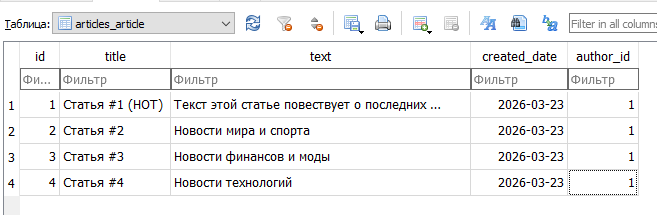 Таблица: articles_article Filter in all columns
id title text created_date author_id
Фи... Фильтр Фильтр Фильтр Фильтр
1 1 Статья #1 (HOT) Текст этой статье повествует о последних ... 2026-03-23 1
2 2 Статья #2 Новости мира и спорта 2026-03-23 1
3 3 Статья #3 Новости финансов и моды 2026-03-23 1
4 4 Статья #4 Новости технологий 2026-03-23 1